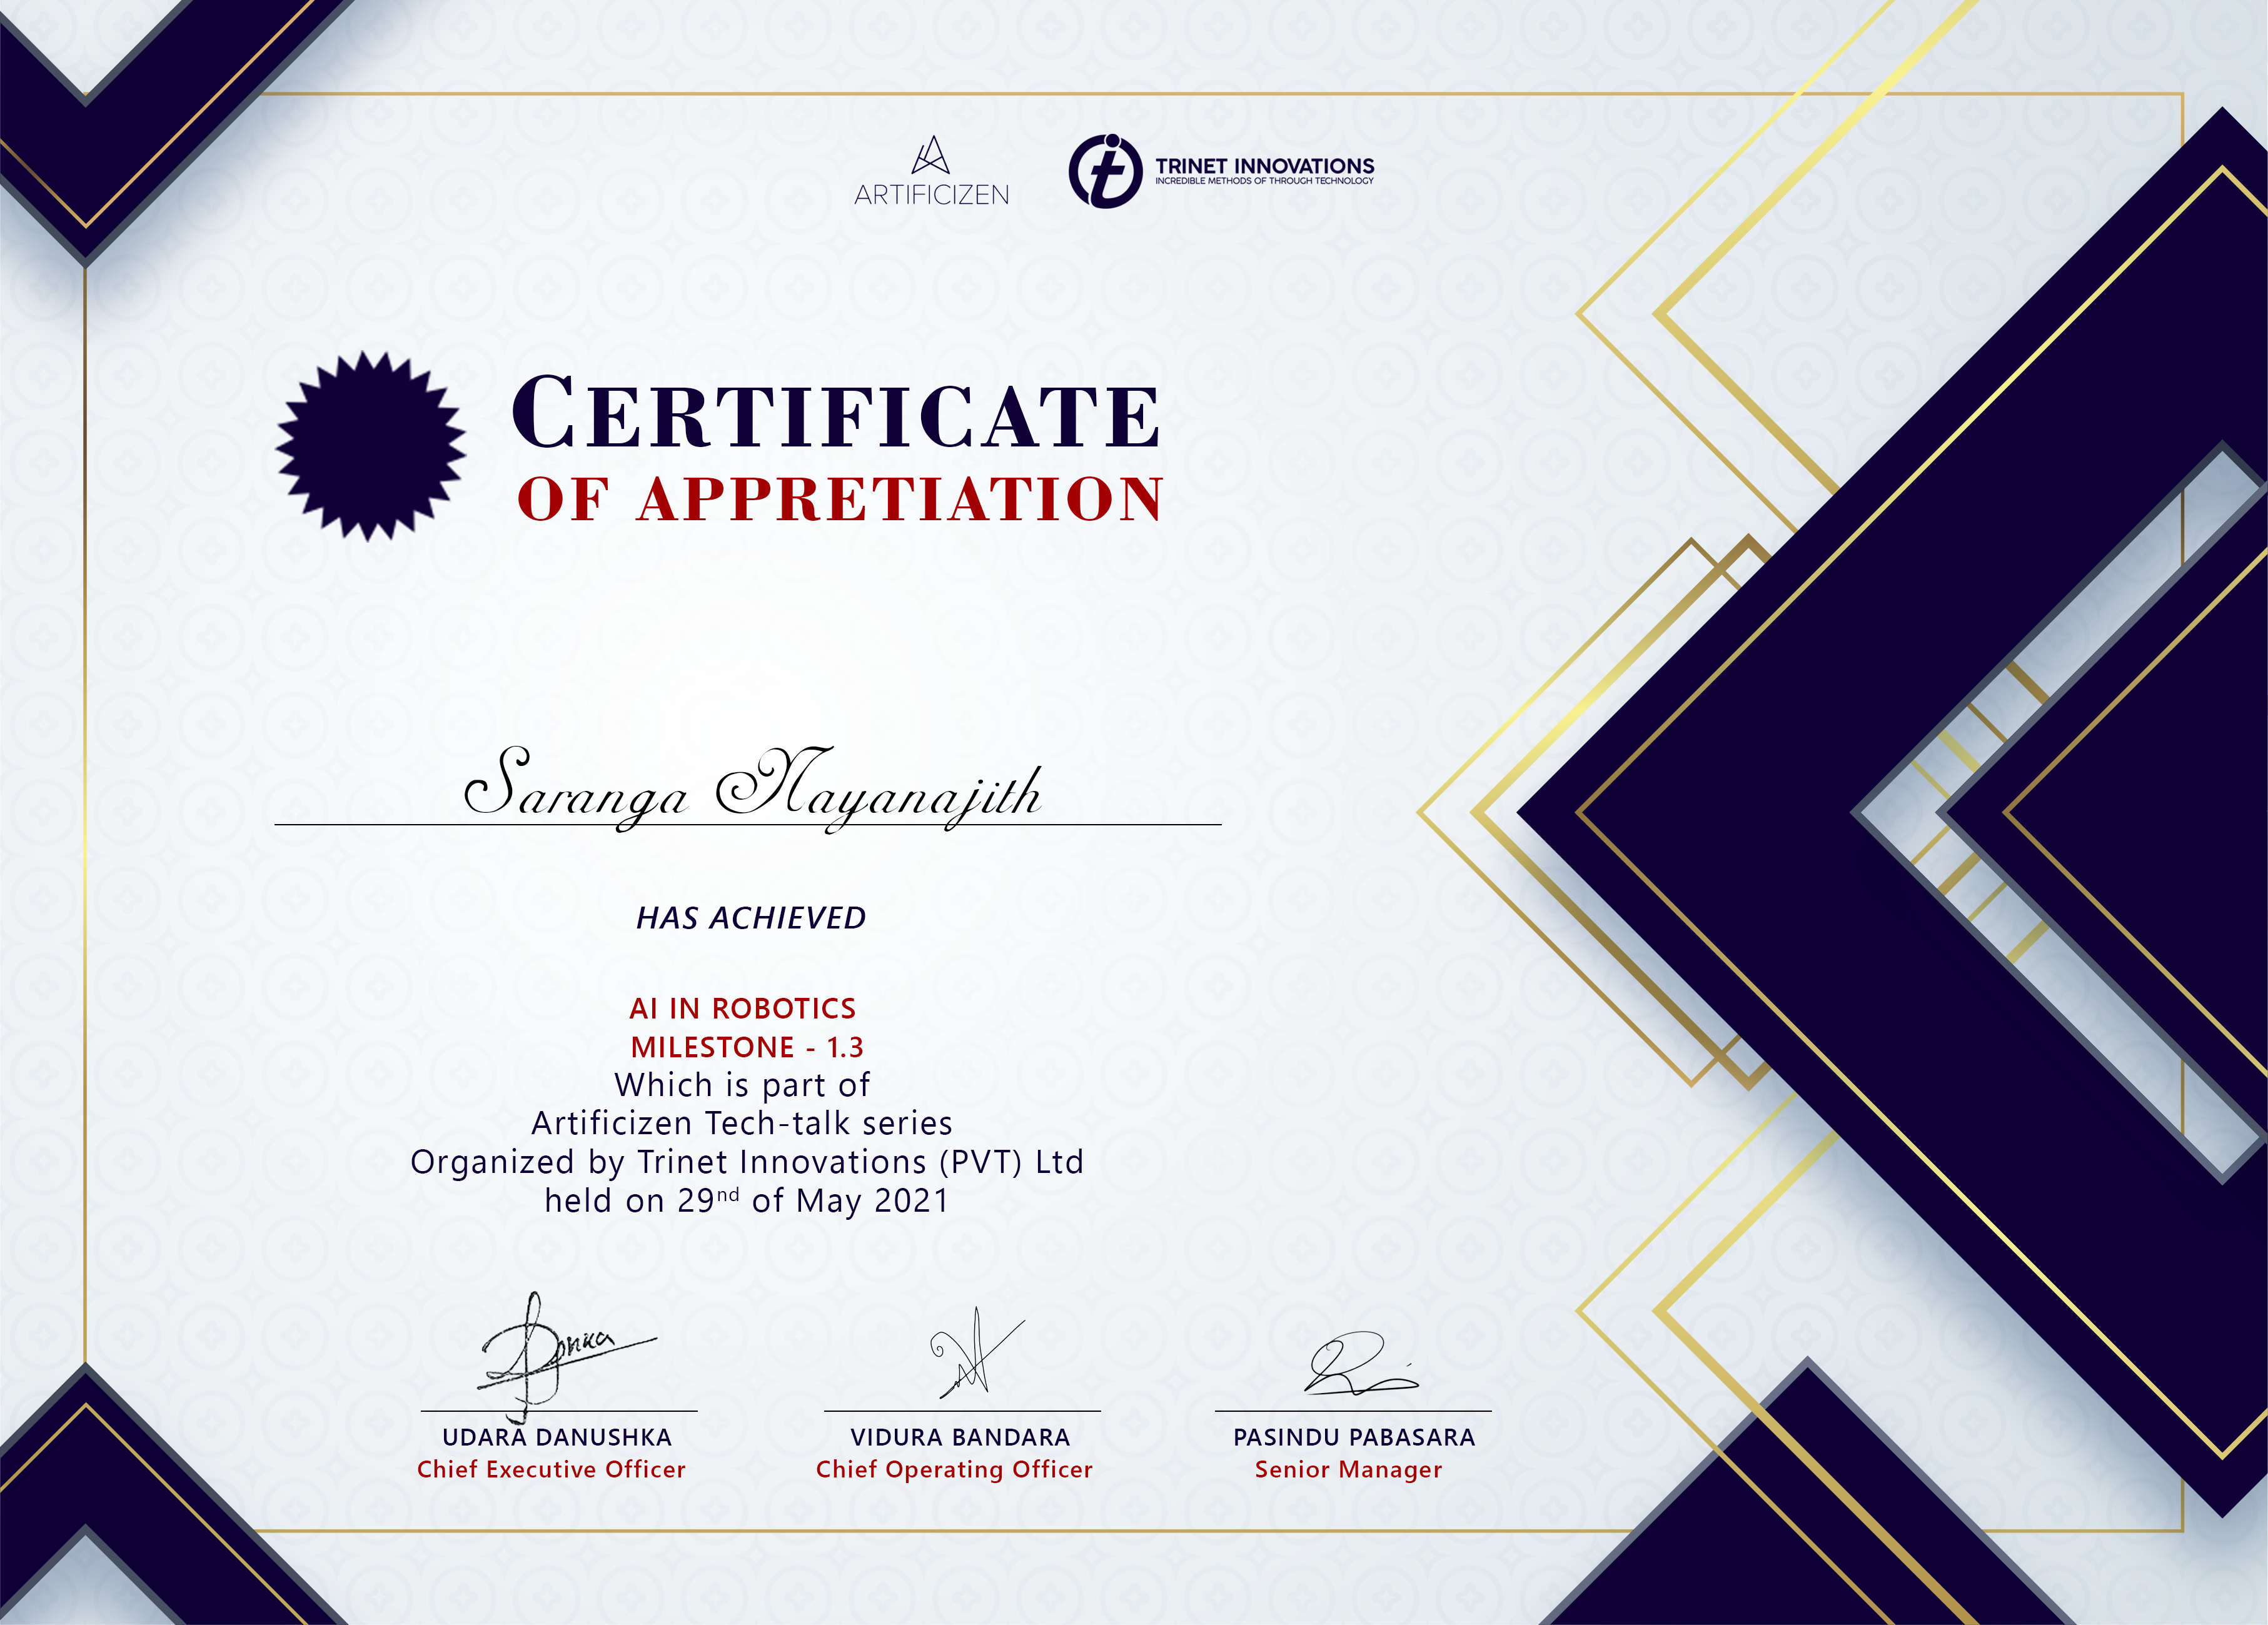 ARTIFICIZEN
TRINET INNOVATIONS
INCREDIBLE METHODS OF THROUGH TECHNOLOGY
CERTIFICATE
OF APPRETIATION
Saranga Nayanajith
HAS ACHIEVED
AI IN ROBOTICS
MILESTONE - 1.3
Which is part of
Artificizen Tech-talk series
Organized by Trinet Innovations (PVT) Ltd
held on 29nd of May 2021
UDARA DANUSHKA
Chief Executive Officer
VIDURA BANDARA
Chief Operating Officer
PASINDU PABASARA
Senior Manager